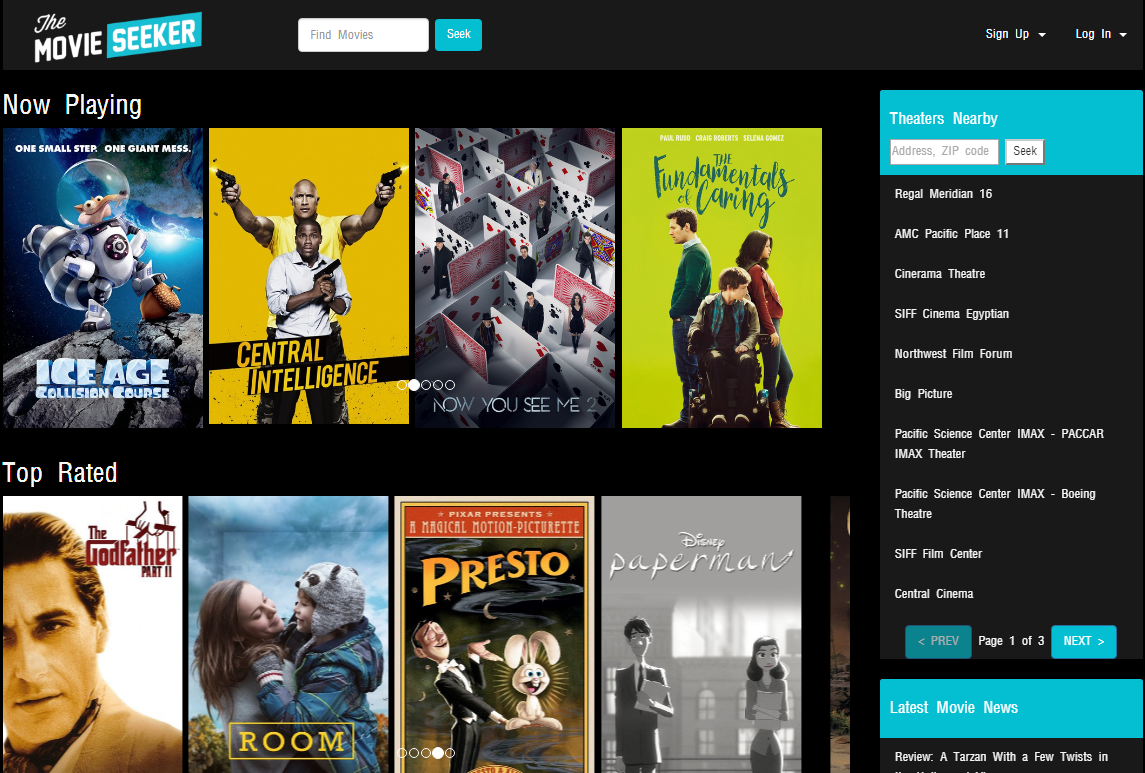 The
MOVIE SEEKER
Find Movies
Seek
Sign Up
Log In
Now Playing
ONE SMALL STEP. ONE GIANT MESS.
ICE AGE
COLLISION COURSE
CENTRAL
INTELLIGENCE
NOW YOU SEE ME 2
PAUL RUDD CRAIG ROBERTS SELENA GOMEZ
THE
Fundamentals
of Caring
Top Rated
The
Godfather
PART II
ROOM
PIXAR PRESENTS
A MAGICAL MOTION-PICTURETTE
PRESTO
DISNEY
paperman
Theaters Nearby
Address, ZIP code
Seek
Regal Meridian 16
AMC Pacific Place 11
Cinerama Theatre
SIFF Cinema Egyptian
Northwest Film Forum
Big Picture
Pacific Science Center IMAX - PACCAR
IMAX Theater
Pacific Science Center IMAX - Boeing
Theatre
SIFF Film Center
Central Cinema
< PREV
Page 1 of 3
NEXT >
Latest Movie News
Review: A Tarzan With a Few Twists in